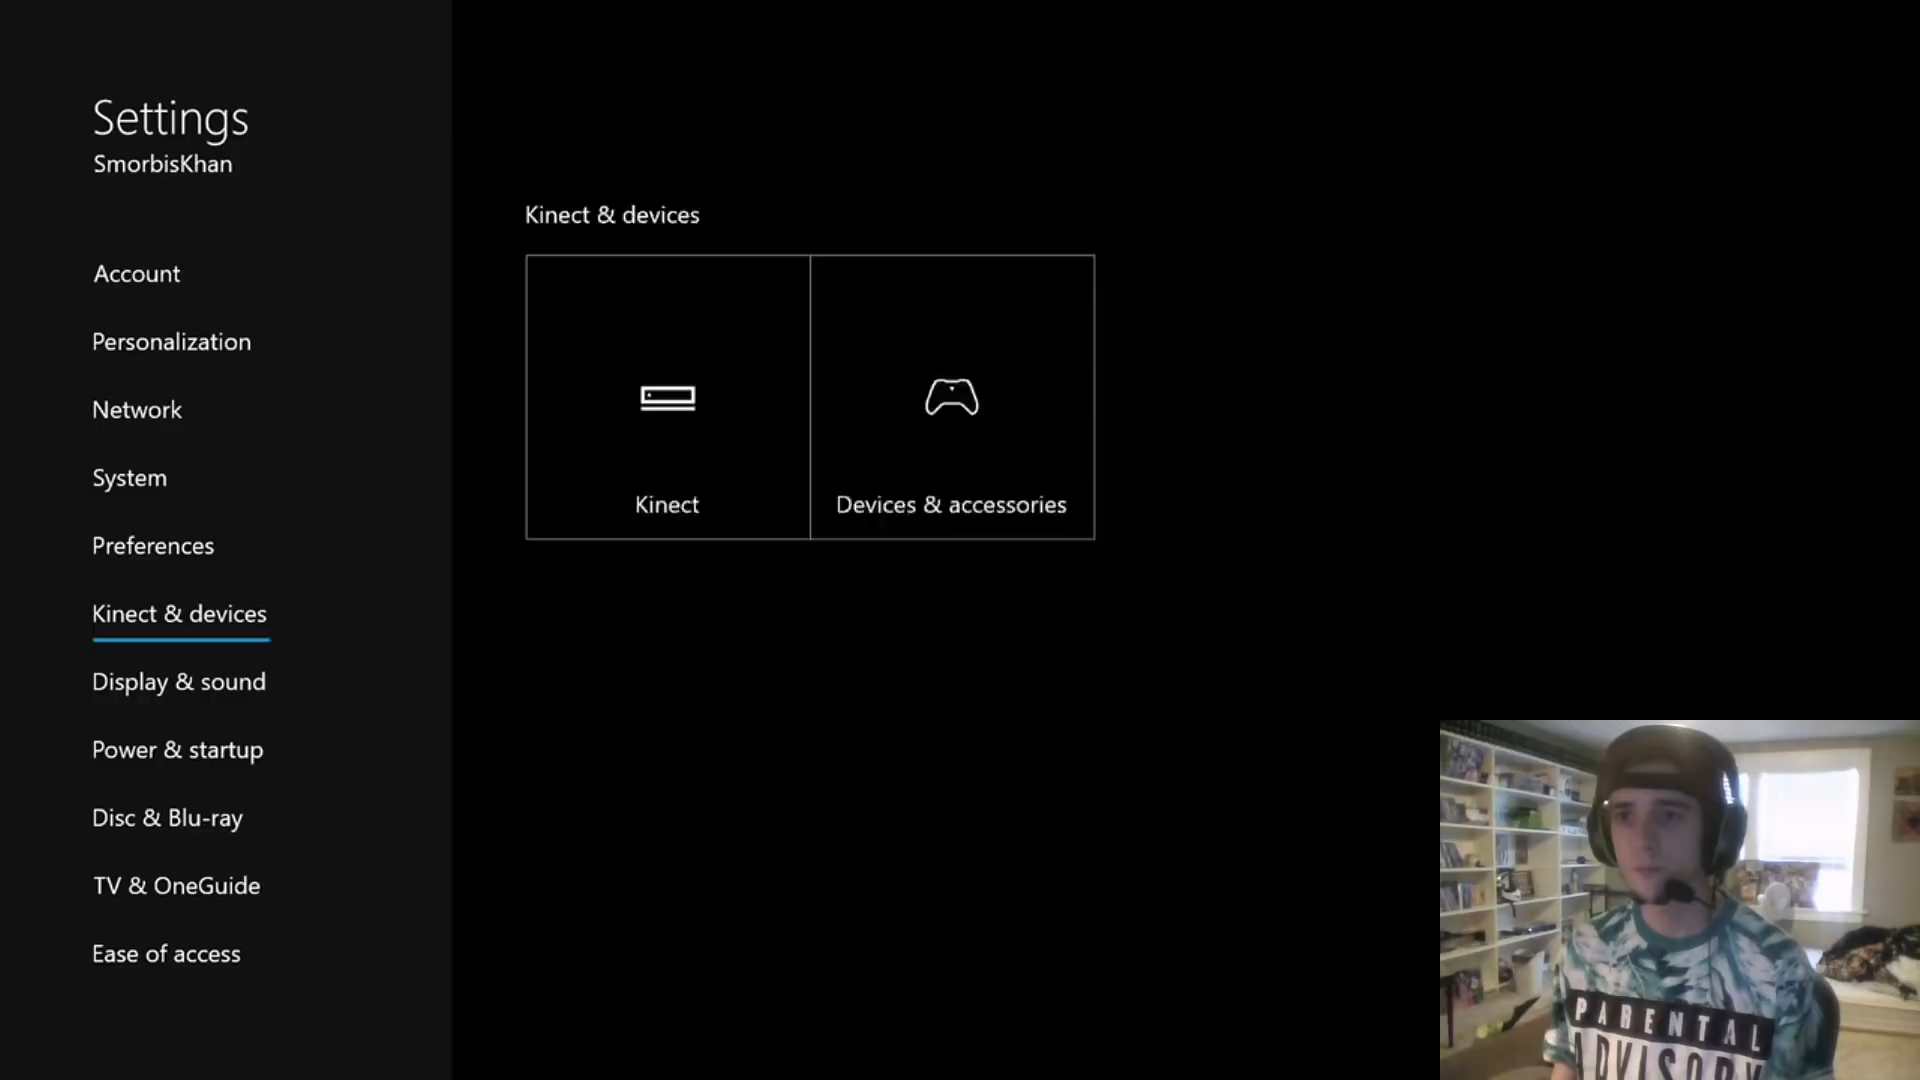 Settings
SmorbisKhan
Account
Personalization
Network
System
Preferences
Kinect & devices
Display & sound
Power & startup
Disc & Blu-ray
TV & OneGuide
Ease of access
Kinect & devices
Kinect
Devices & accessories
PARENTAL
ADVISORY